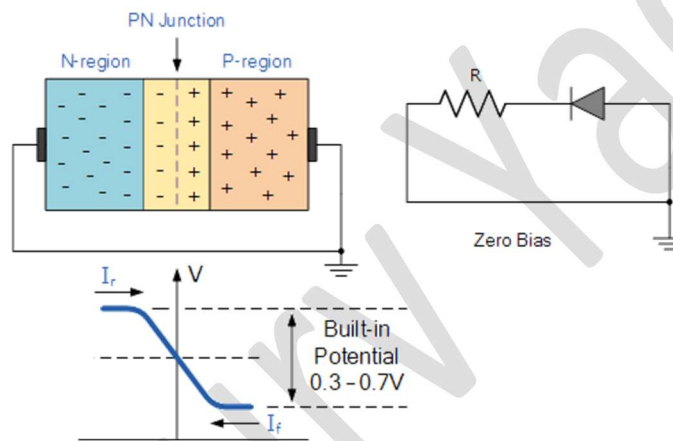 PN Junction
N-region
P-region
R
Zero Bias
Ir
V
Built-in
Potential
0.3 – 0.7V
If